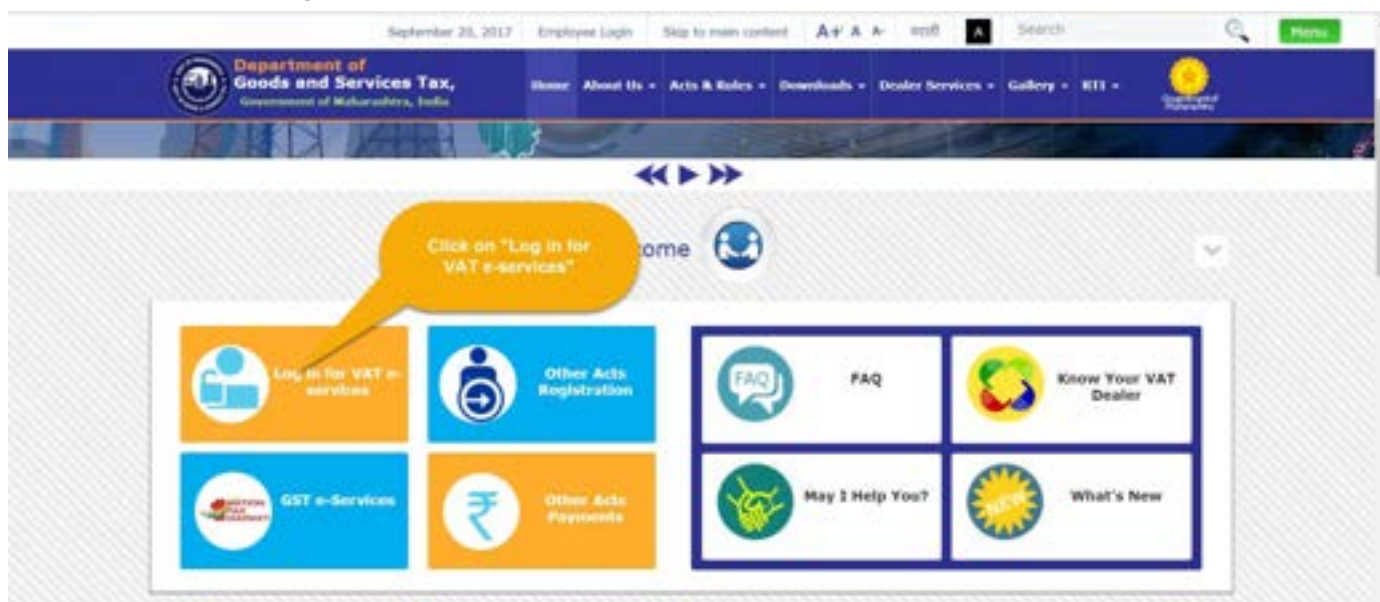 September 20, 2017 Employee Login Skip to main content A+ A A- मराठी A Search Menu
Department of
Goods and Services Tax,
Government of Maharashtra, India
Home About Us Acts & Rules Downloads Dealer Services Gallery RTI
Click on "Log in for
VAT e-services"
ome
Log in for VAT e-
services
Other Acts
Registration
FAQ
FAQ
Know Your VAT
Dealer
GST e-Services
Other Acts
Payments
May I Help You?
NEW
What's New